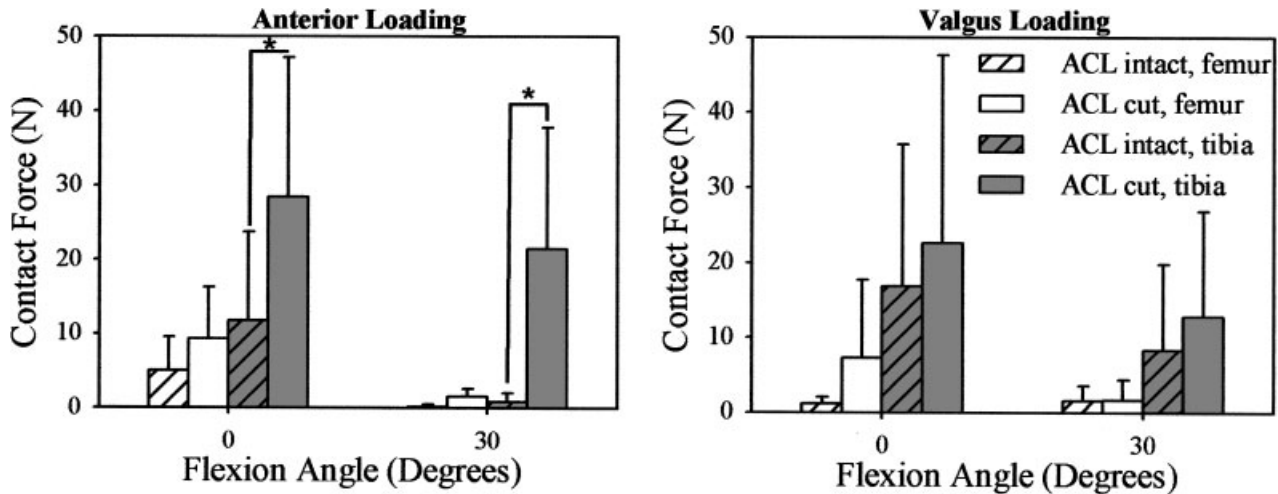 Anterior Loading
50
40
30
20
10
0
Contact Force (N)
*
*
0
30
Flexion Angle (Degrees)
Valgus Loading
50
40
30
20
10
0
Contact Force (N)
ACL intact, femur
ACL cut, femur
ACL intact, tibia
ACL cut, tibia
0
30
Flexion Angle (Degrees)